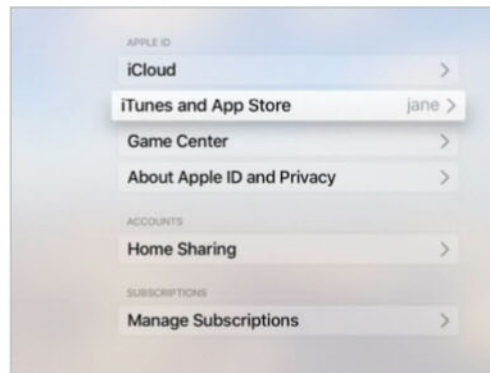 APPLE ID
iCloud
iTunes and App Store jane
Game Center
About Apple ID and Privacy
ACCOUNTS
Home Sharing
SUBSCRIPTIONS
Manage Subscriptions